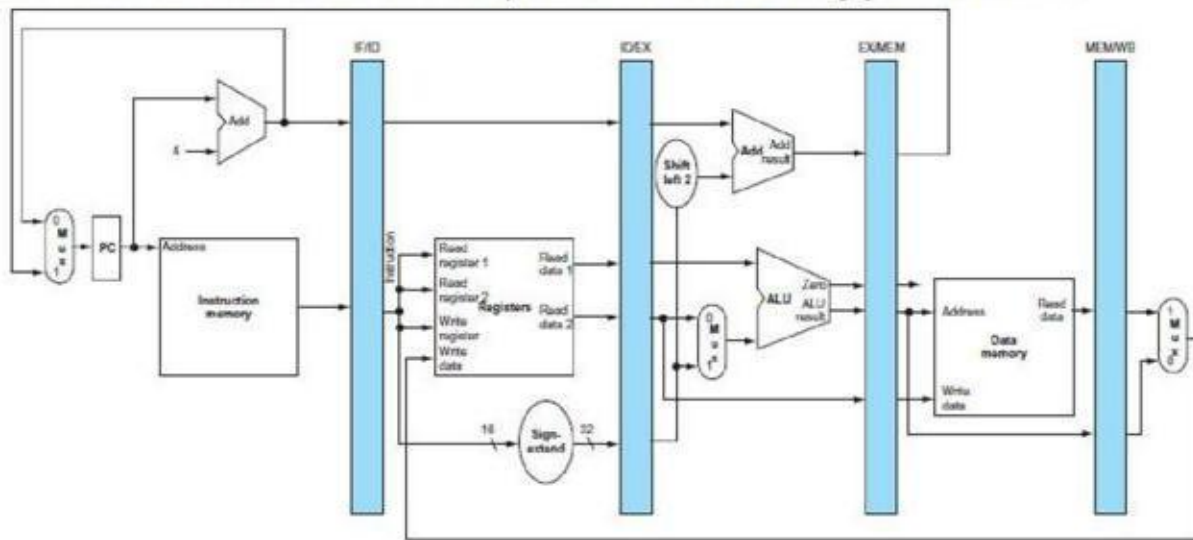 IF/ID
ID/EX
EX/MEM
MEM/WB
Add
4
Shift
left 2
Add
Add
result
0
M
u
x
1
PC
Address
Instruction
memory
Instruction
Read
register 1
Read
register 2
Write
register
Write
data
Registers
Read
data 1
Read
data 2
0
M
u
x
1
ALU
Zero
ALU
result
Address
Write
data
Data
memory
Read
data
1
M
u
x
0
16
Sign-
extend
32